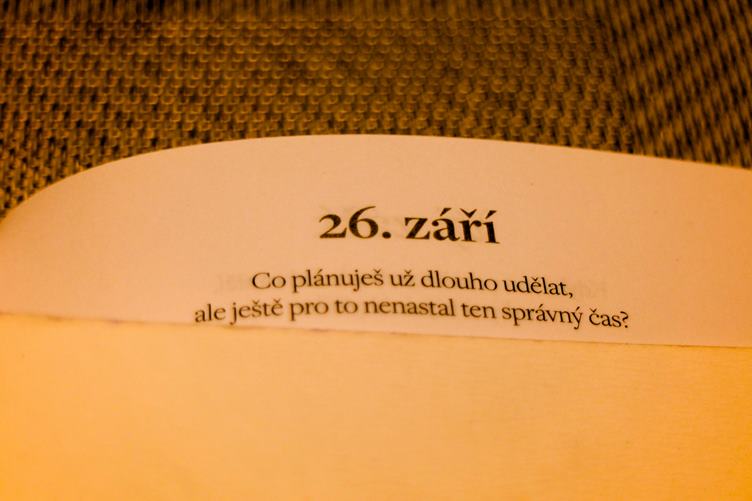 26. září
Co plánuješ už dlouho udělat,
ale ještě pro to nenastal ten správný čas?